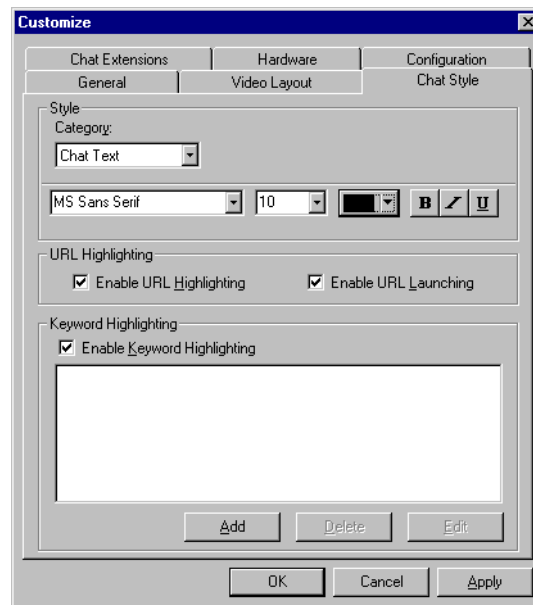 Customize
Chat Extensions Hardware Configuration
General Video Layout Chat Style
Style
Category:
Chat Text
MS Sans Serif 10 B I U
URL Highlighting
Enable URL Highlighting Enable URL Launching
Keyword Highlighting
Enable Keyword Highlighting
Add Delete Edit
OK Cancel Apply